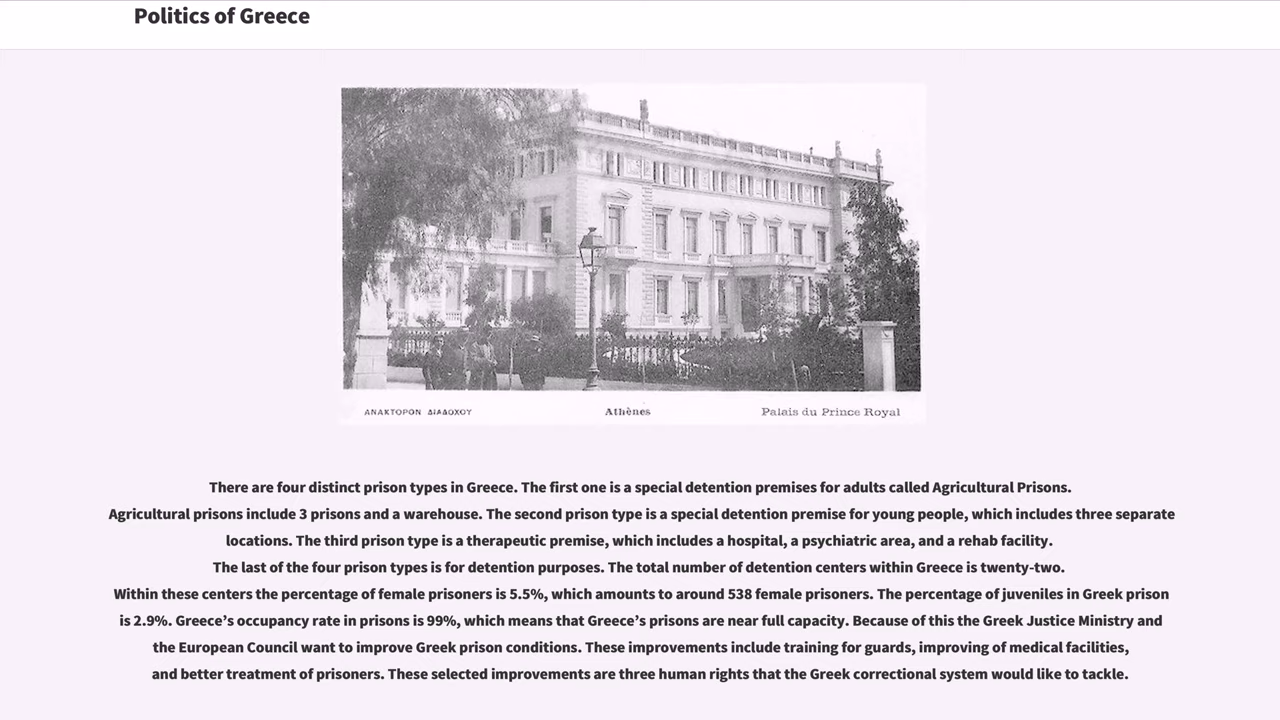 Politics of Greece
ΑΝΑΚΤΟΡΟΝ ΔΙΑΔΟΧΟΥ
Athènes
Palais du Prince Royal
There are four distinct prison types in Greece. The first one is a special detention premises for adults called Agricultural Prisons.
Agricultural prisons include 3 prisons and a warehouse. The second prison type is a special detention premise for young people, which includes three separate
locations. The third prison type is a therapeutic premise, which includes a hospital, a psychiatric area, and a rehab facility.
The last of the four prison types is for detention purposes. The total number of detention centers within Greece is twenty-two.
Within these centers the percentage of female prisoners is 5.5%, which amounts to around 538 female prisoners. The percentage of juveniles in Greek prison
is 2.9%. Greece’s occupancy rate in prisons is 99%, which means that Greece’s prisons are near full capacity. Because of this the Greek Justice Ministry and
the European Council want to improve Greek prison conditions. These improvements include training for guards, improving of medical facilities,
and better treatment of prisoners. These selected improvements are three human rights that the Greek correctional system would like to tackle.